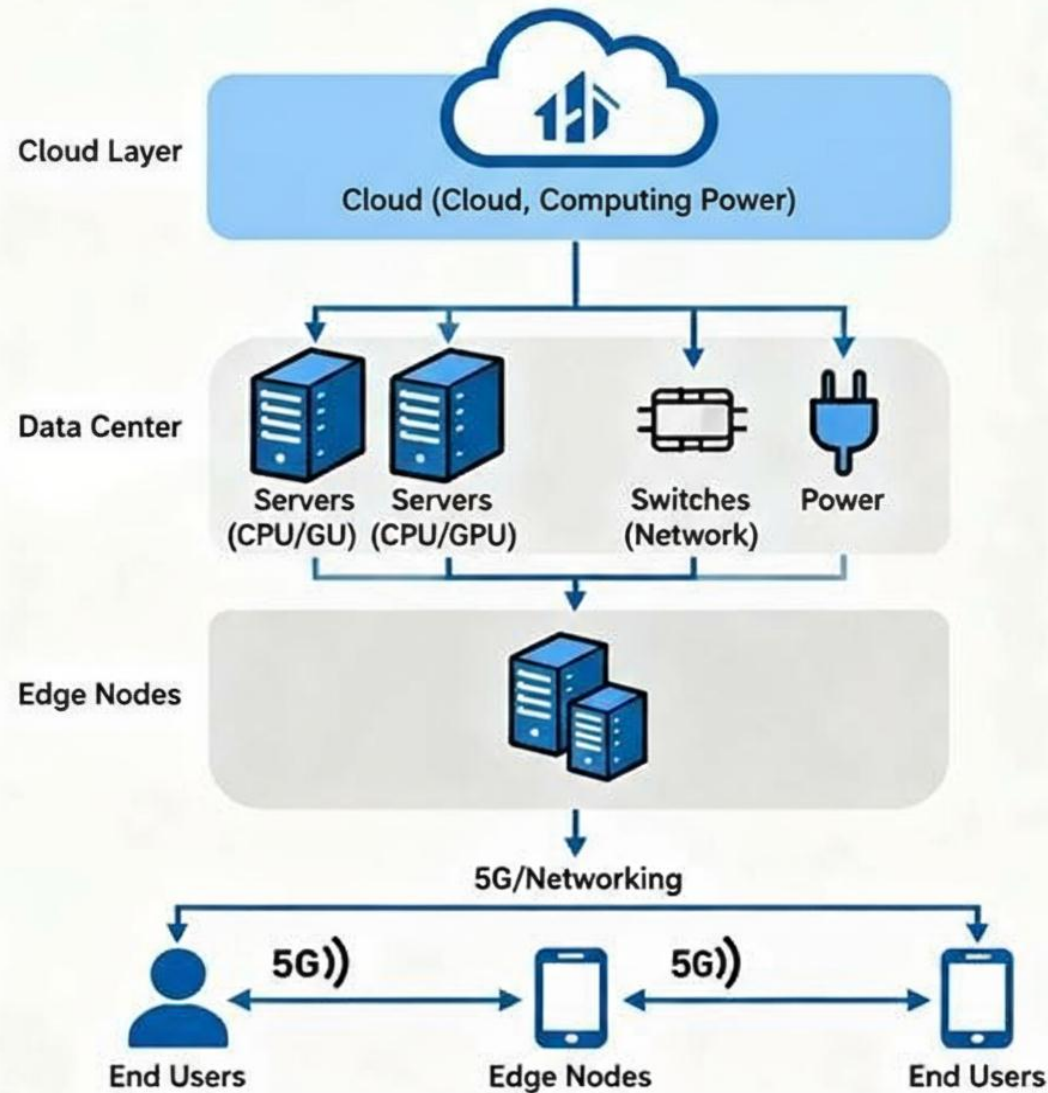 Cloud Layer
Cloud (Cloud, Computing Power)
Data Center
Servers
(CPU/GU)
Servers
(CPU/GPU)
Switches
(Network)
Power
Edge Nodes
5G/Networking
5G
5G
End Users
Edge Nodes
End Users